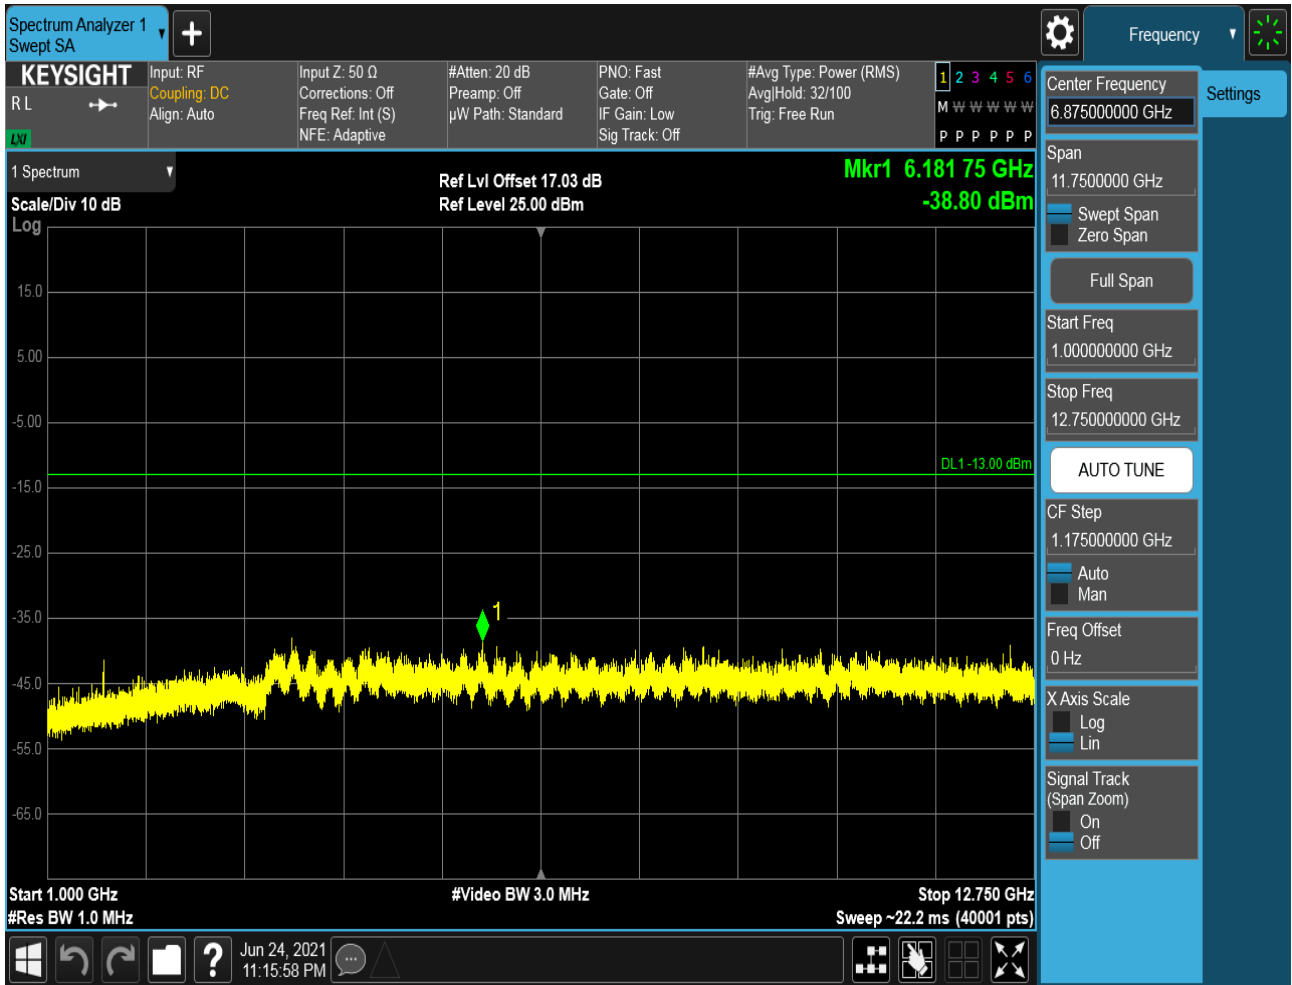 Spectrum Analyzer 1
Swept SA
Frequency
KEYSIGHT
R L
LXI
Input: RF
Coupling: DC
Align: Auto
Input Z: 50 Ω
Corrections: Off
Freq Ref: Int (S)
NFE: Adaptive
#Atten: 20 dB
Preamp: Off
µW Path: Standard
PNO: Fast
Gate: Off
IF Gain: Low
Sig Track: Off
#Avg Type: Power (RMS)
Avg|Hold: 32/100
Trig: Free Run
1 2 3 4 5 6
M W W W W W
P P P P P P
1 Spectrum
Scale/Div 10 dB
Log
Ref Lvl Offset 17.03 dB
Ref Level 25.00 dBm
Mkr1 6.181 75 GHz
-38.80 dBm
15.0
5.00
-5.00
DL1 -13.00 dBm
-15.0
-25.0
-35.0
1
-45.0
-55.0
-65.0
Start 1.000 GHz
#Res BW 1.0 MHz
#Video BW 3.0 MHz
Stop 12.750 GHz
Sweep ~22.2 ms (40001 pts)
Jun 24, 2021
11:15:58 PM
Center Frequency
6.875000000 GHz
Settings
Span
11.7500000 GHz
Swept Span
Zero Span
Full Span
Start Freq
1.000000000 GHz
Stop Freq
12.750000000 GHz
AUTO TUNE
CF Step
1.175000000 GHz
Auto
Man
Freq Offset
0 Hz
X Axis Scale
Log
Lin
Signal Track
(Span Zoom)
On
Off